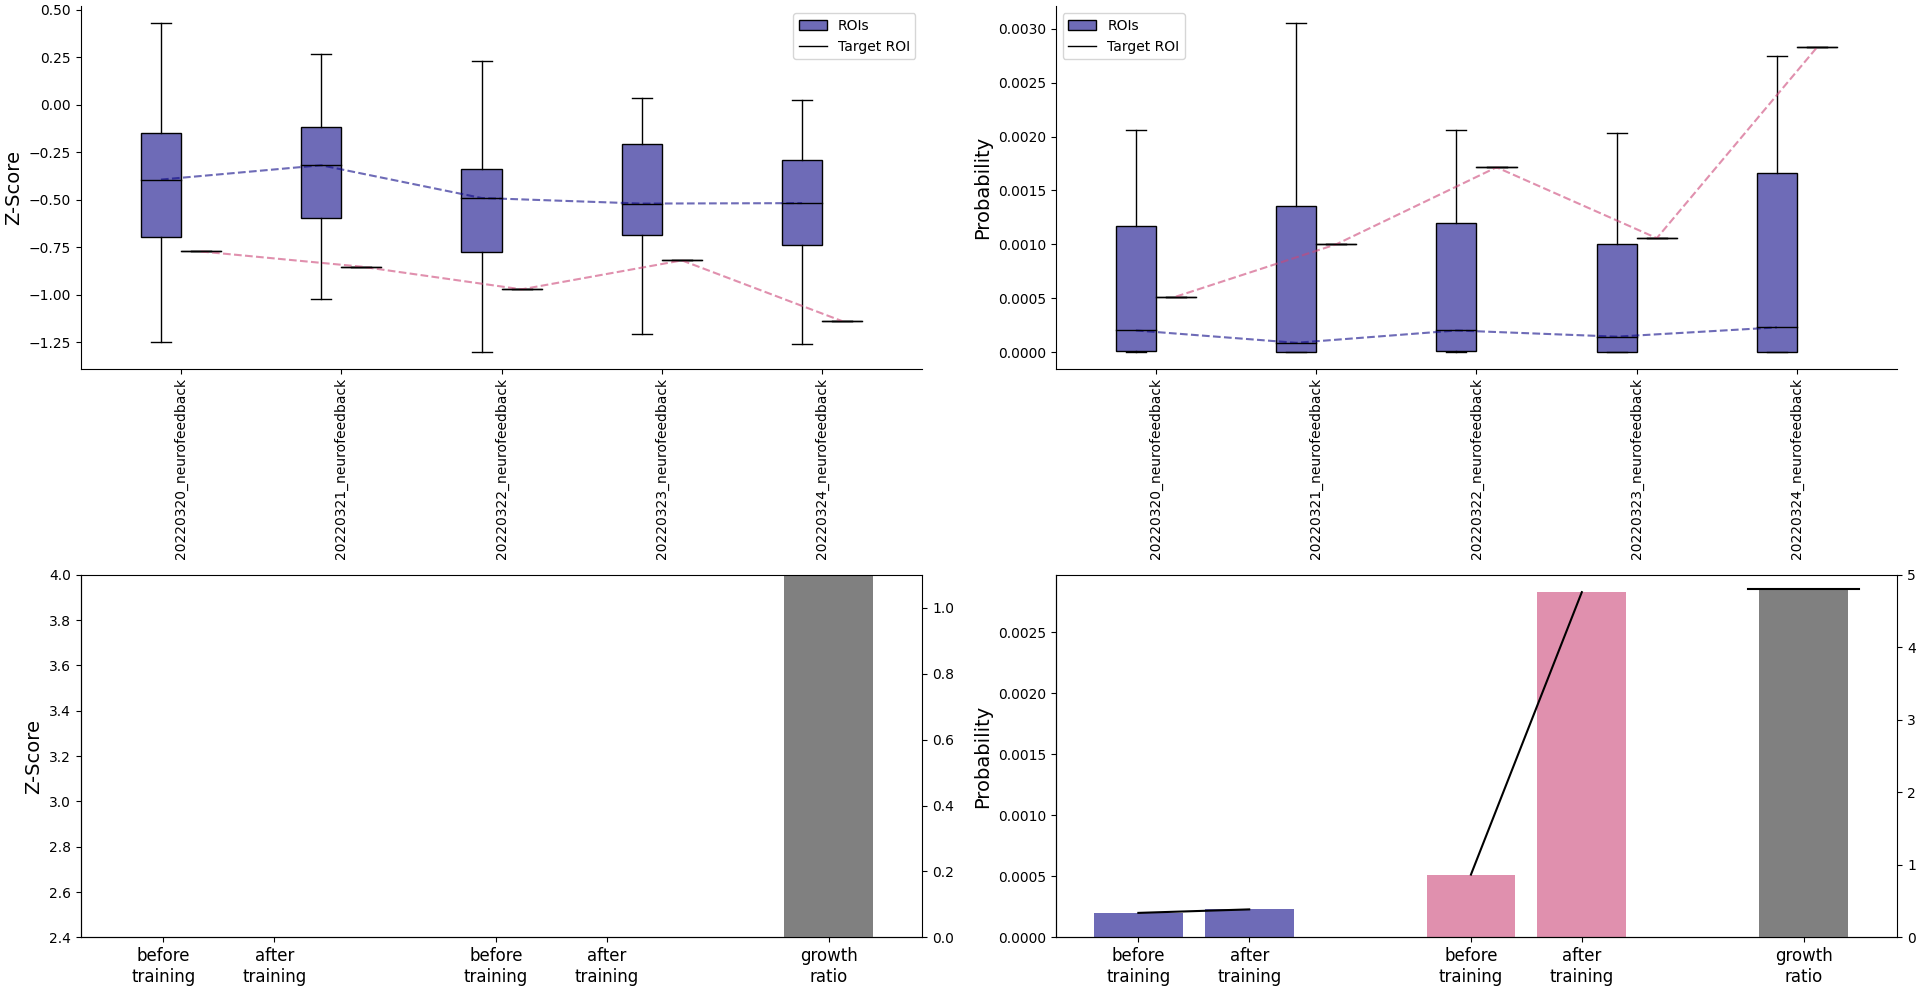 0.50
0.25
0.00
−0.25
−0.50
−0.75
−1.00
−1.25
Z-Score
ROIs
Target ROI
20220320_neurofeedback
20220321_neurofeedback
20220322_neurofeedback
20220323_neurofeedback
20220324_neurofeedback
0.0030
0.0025
0.0020
0.0015
0.0010
0.0005
0.0000
Probability
ROIs
Target ROI
20220320_neurofeedback
20220321_neurofeedback
20220322_neurofeedback
20220323_neurofeedback
20220324_neurofeedback
4.0
3.8
3.6
3.4
3.2
3.0
2.8
2.6
2.4
Z-Score
1.0
0.8
0.6
0.4
0.2
0.0
before
training
after
training
before
training
after
training
growth
ratio
0.0025
0.0020
0.0015
0.0010
0.0005
0.0000
Probability
5
4
3
2
1
0
before
training
after
training
before
training
after
training
growth
ratio